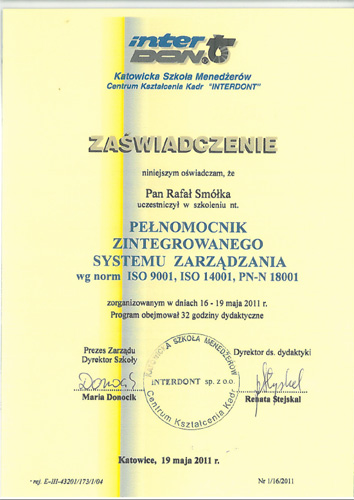 inter
DON.T
Katowicka Szkoła Menedżerów
Centrum Kształcenia Kadr "INTERDONT"
ZAŚWIADCZENIE
niniejszym oświadczam, że
Pan Rafał Smółka
uczestniczył w szkoleniu nt.
PEŁNOMOCNIK
ZINTEGROWANEGO
SYSTEMU ZARZĄDZANIA
wg norm ISO 9001, ISO 14001, PN-N 18001
zorganizowanym w dniach 16 - 19 maja 2011 r.
Program obejmował 32 godziny dydaktyczne
Prezes Zarządu
Dyrektor Szkoły
Maria Donocik
KATOWICKA SZKOŁA MENEDŻERÓW
INTERDONT sp. z o.o.
Centrum Kształcenia Kadr
Dyrektor ds. dydaktyki
Renata Stejskal
Katowice, 19 maja 2011 r.
rej. E-III-43201/173/1/04
Nr 1/16/2011